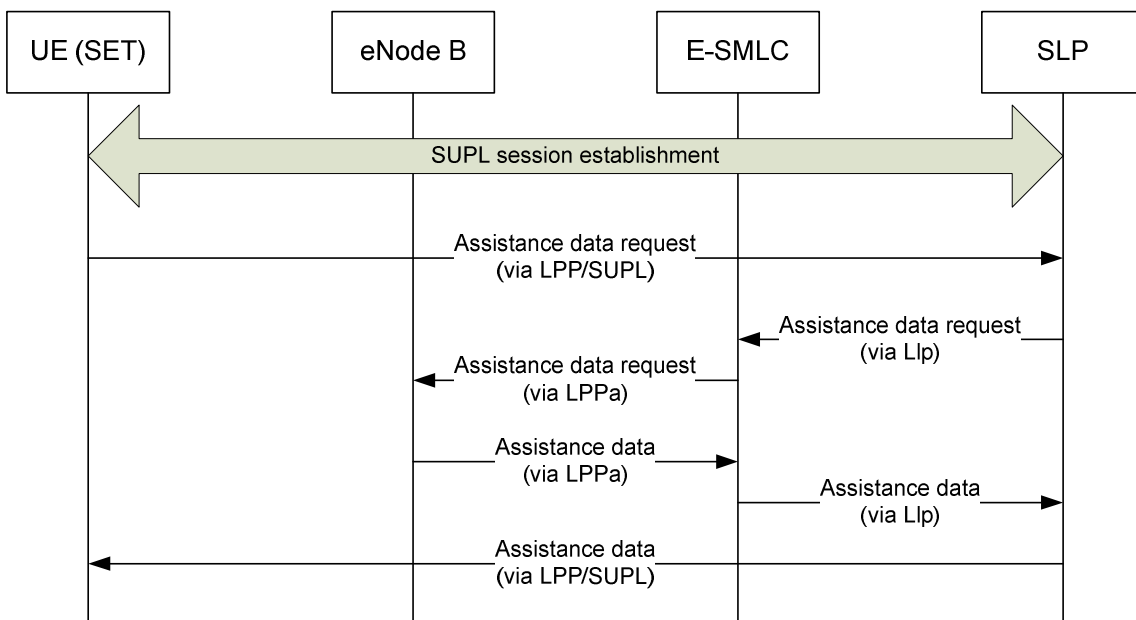 UE (SET)
eNode B
E-SMLC
SLP
SUPL session establishment
Assistance data request
(via LPP/SUPL)
Assistance data request
(via Llp)
Assistance data request
(via LPPa)
Assistance data
(via LPPa)
Assistance data
(via Llp)
Assistance data
(via LPP/SUPL)